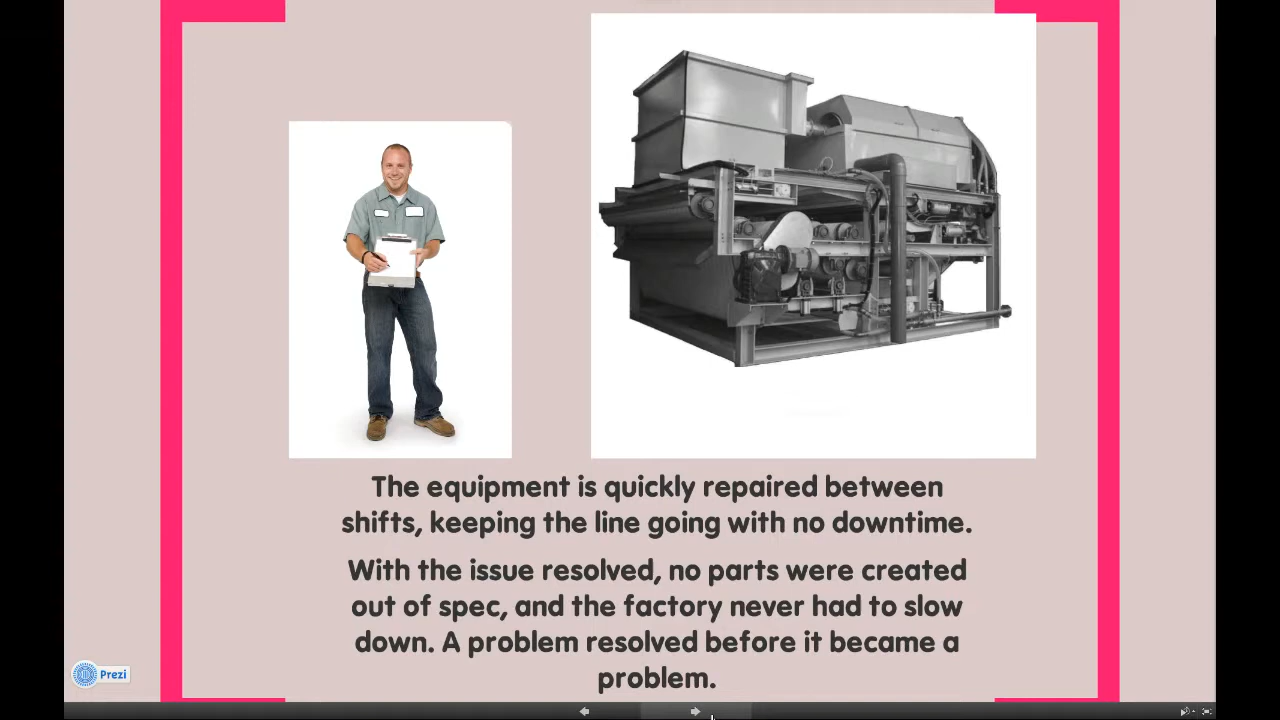 The equipment is quickly repaired between
shifts, keeping the line going with no downtime.
With the issue resolved, no parts were created
out of spec, and the factory never had to slow
down. A problem resolved before it became a
problem.
Prezi